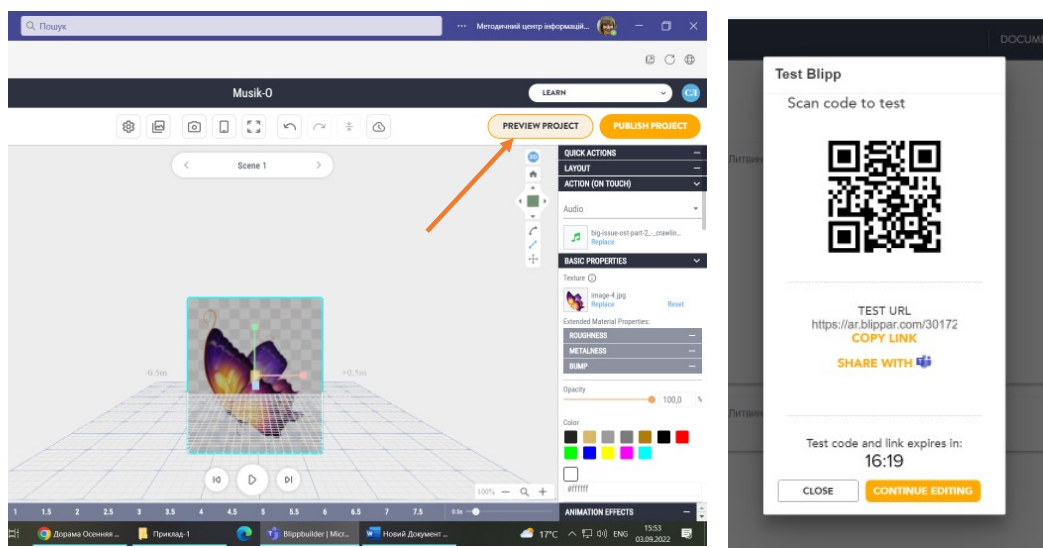 Пошук
Методичний центр інформацій...
Musik-0
LEARN
СЛ
PREVIEW PROJECT
PUBLISH PROJECT
Scene 1
3D
QUICK ACTIONS
LAYOUT
ACTION (ON TOUCH)
Audio
big-issue-ost-part-2_-_crawlin...
Replace
BASIC PROPERTIES
Texture
image-4.jpg
Replace
Reset
Extended Material Properties:
ROUGHNESS
METALNESS
BUMP
Opacity
100,0 %
Color
#ffffff
-0.5m
+0.5m
100%
1 1.5 2 2.5 3 3.5 4 4.5 5 5.5 6 6.5 7 7.5
0.5s
ANIMATION EFFECTS
Дорама Осенняя ...
Приклад-1
Blippbuilder | Micr...
Новий Документ ...
17°C
ENG
15:53
03.09.2022
DOCUME
Test Blipp
Scan code to test
TEST URL
https://ar.blippar.com/30172
COPY LINK
SHARE WITH
Test code and link expires in:
16:19
CLOSE
CONTINUE EDITING